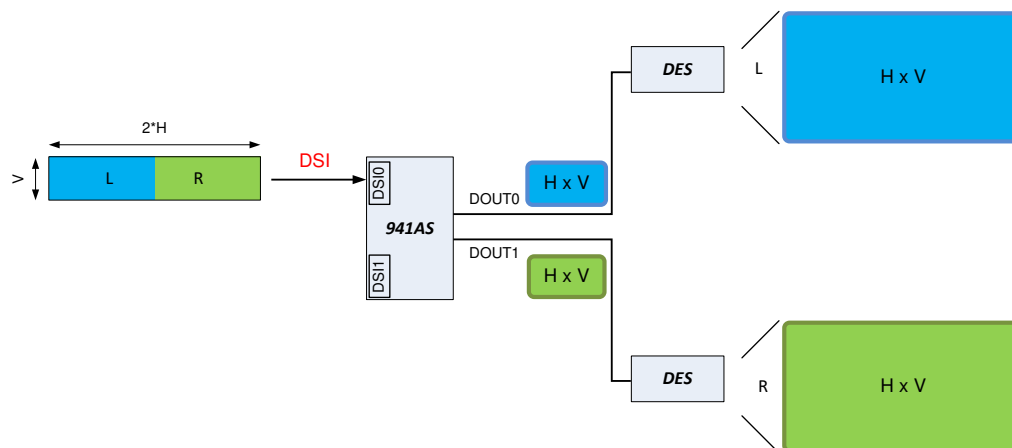 2*H
V
L
R
DSI
DSI0
941AS
DSI1
DOUT0
H x V
DOUT1
H x V
DES
L
H x V
DES
R
H x V